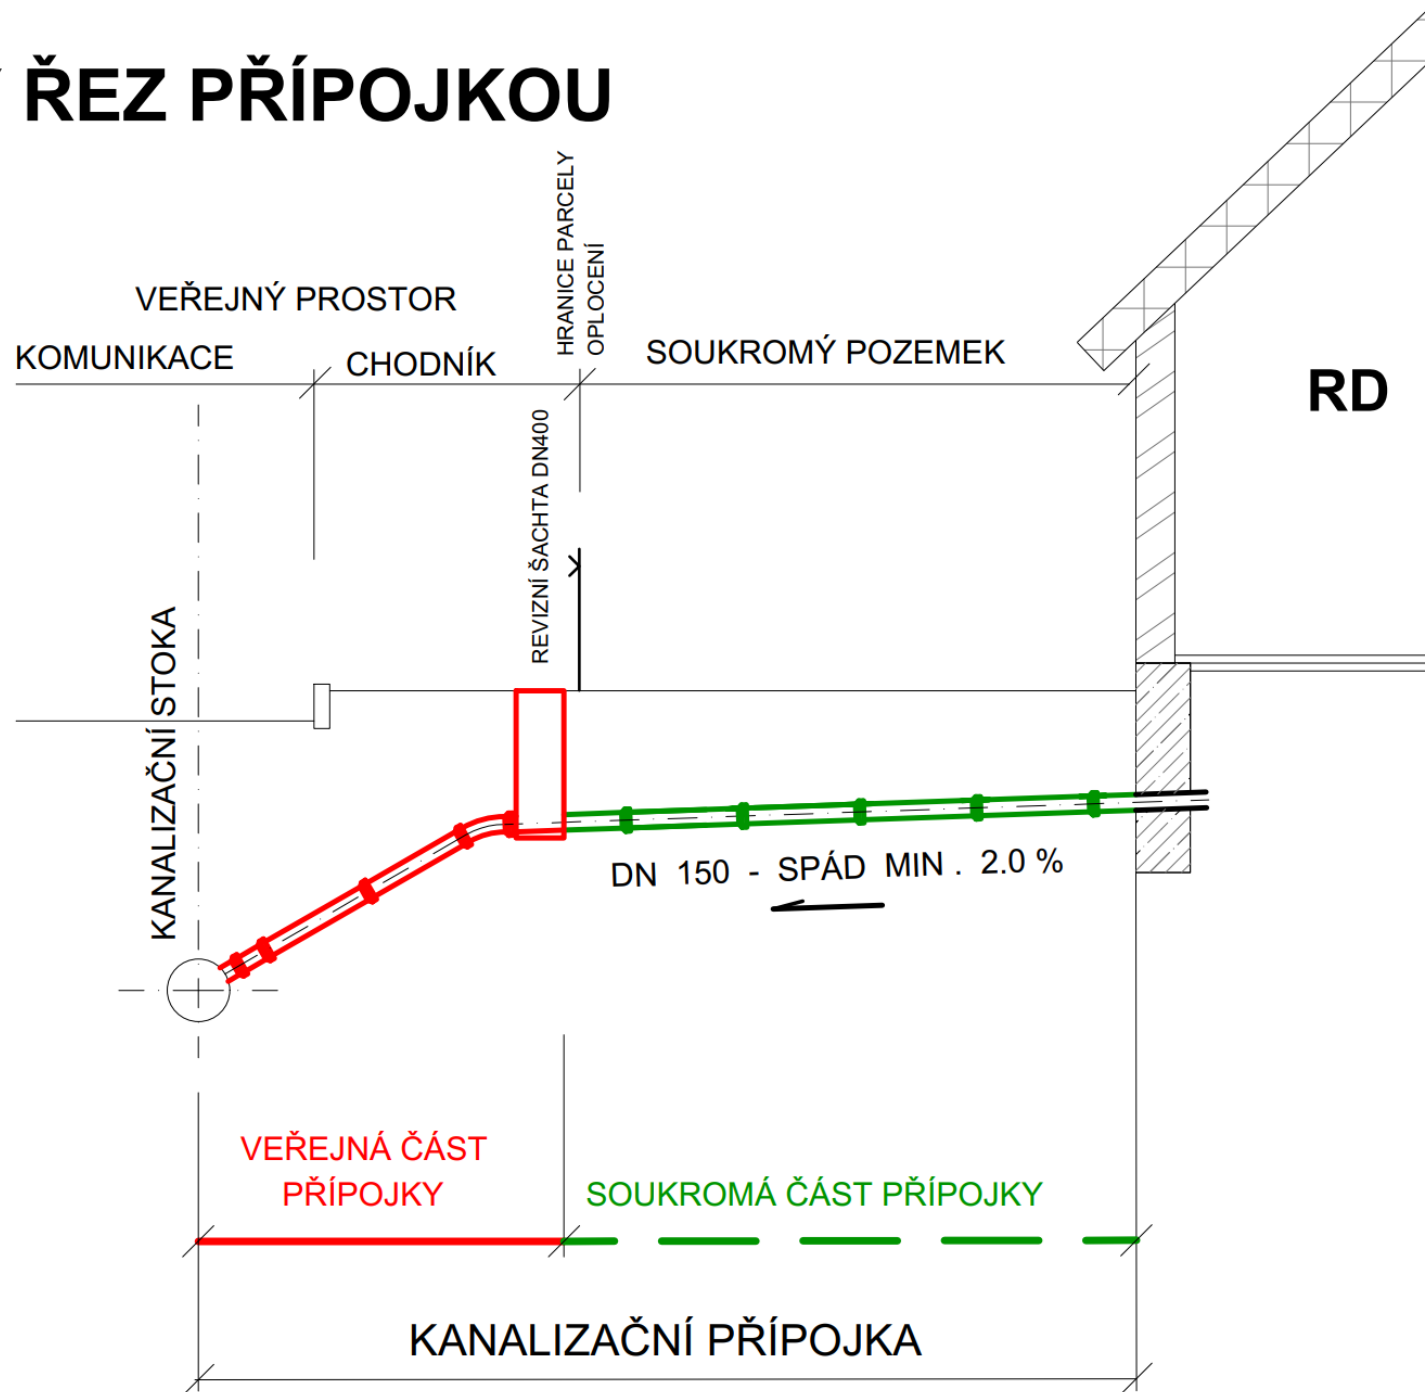 ŘEZ PŘÍPOJKOU
HRANICE PARCELY
OPLOCENÍ
VEŘEJNÝ PROSTOR
KOMUNIKACE
CHODNÍK
SOUKROMÝ POZEMEK
RD
REVIZNÍ ŠACHTA DN400
KANALIZAČNÍ STOKA
DN 150 - SPÁD MIN . 2.0 %
VEŘEJNÁ ČÁST
PŘÍPOJKY
SOUKROMÁ ČÁST PŘÍPOJKY
KANALIZAČNÍ PŘÍPOJKA